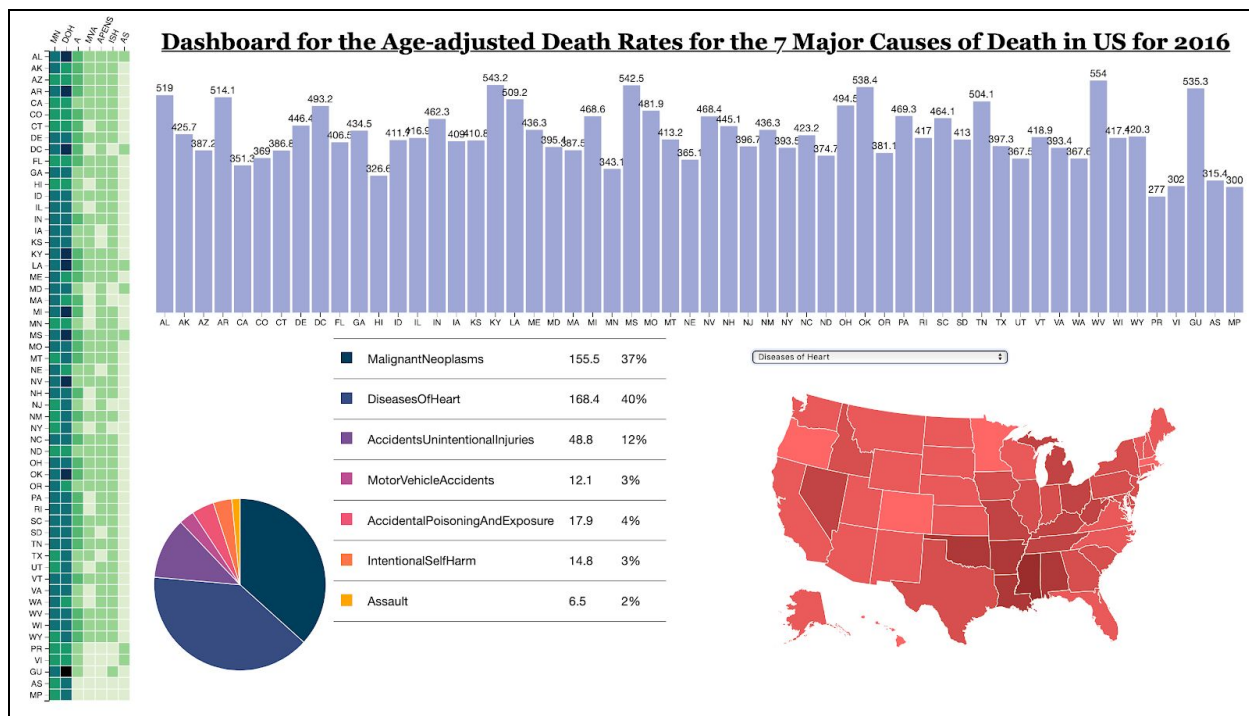 MN DOH A MVA APENS ISH AS
AL
AK
AZ
AR
CA
CO
CT
DE
DC
FL
GA
HI
ID
IL
IN
IA
KS
KY
LA
ME
MD
MA
MI
MN
MS
MO
MT
NE
NV
NH
NJ
NM
NY
NC
ND
OH
OK
OR
PA
RI
SC
SD
TN
TX
UT
VT
VA
WA
WV
WI
WY
PR
VI
GU
AS
MP
Dashboard for the Age-adjusted Death Rates for the 7 Major Causes of Death in US for 2016
519 425.7 387.2 514.1 351.3 369 386.8 446.4 493.2 406.5 434.5 326.6 416.9 462.3 409 410.8 543.2 509.2 436.3 395.4 387.5 468.6 343.1 542.5 481.9 413.2 365.1 468.4 445.1 396.7 436.3 393.5 423.2 374.7 494.5 538.4 381.1 469.3 417 464.1 413 504.1 397.3 367.5 418.9 393.4 367.6 554 420.3 277 302 535.3 315.4 300
AL AK AZ AR CA CO CT DE DC FL GA HI ID IL IN IA KS KY LA ME MD MA MI MN MS MO MT NE NV NH NJ NM NY NC ND OH OK OR PA RI SC SD TN TX UT VT VA WA WV WI WY PR VI GU AS MP
MalignantNeoplasms 155.5 37%
DiseasesOfHeart 168.4 40%
AccidentsUnintentionalInjuries 48.8 12%
MotorVehicleAccidents 12.1 3%
AccidentalPoisoningAndExposure 17.9 4%
IntentionalSelfHarm 14.8 3%
Assault 6.5 2%
Diseases of Heart